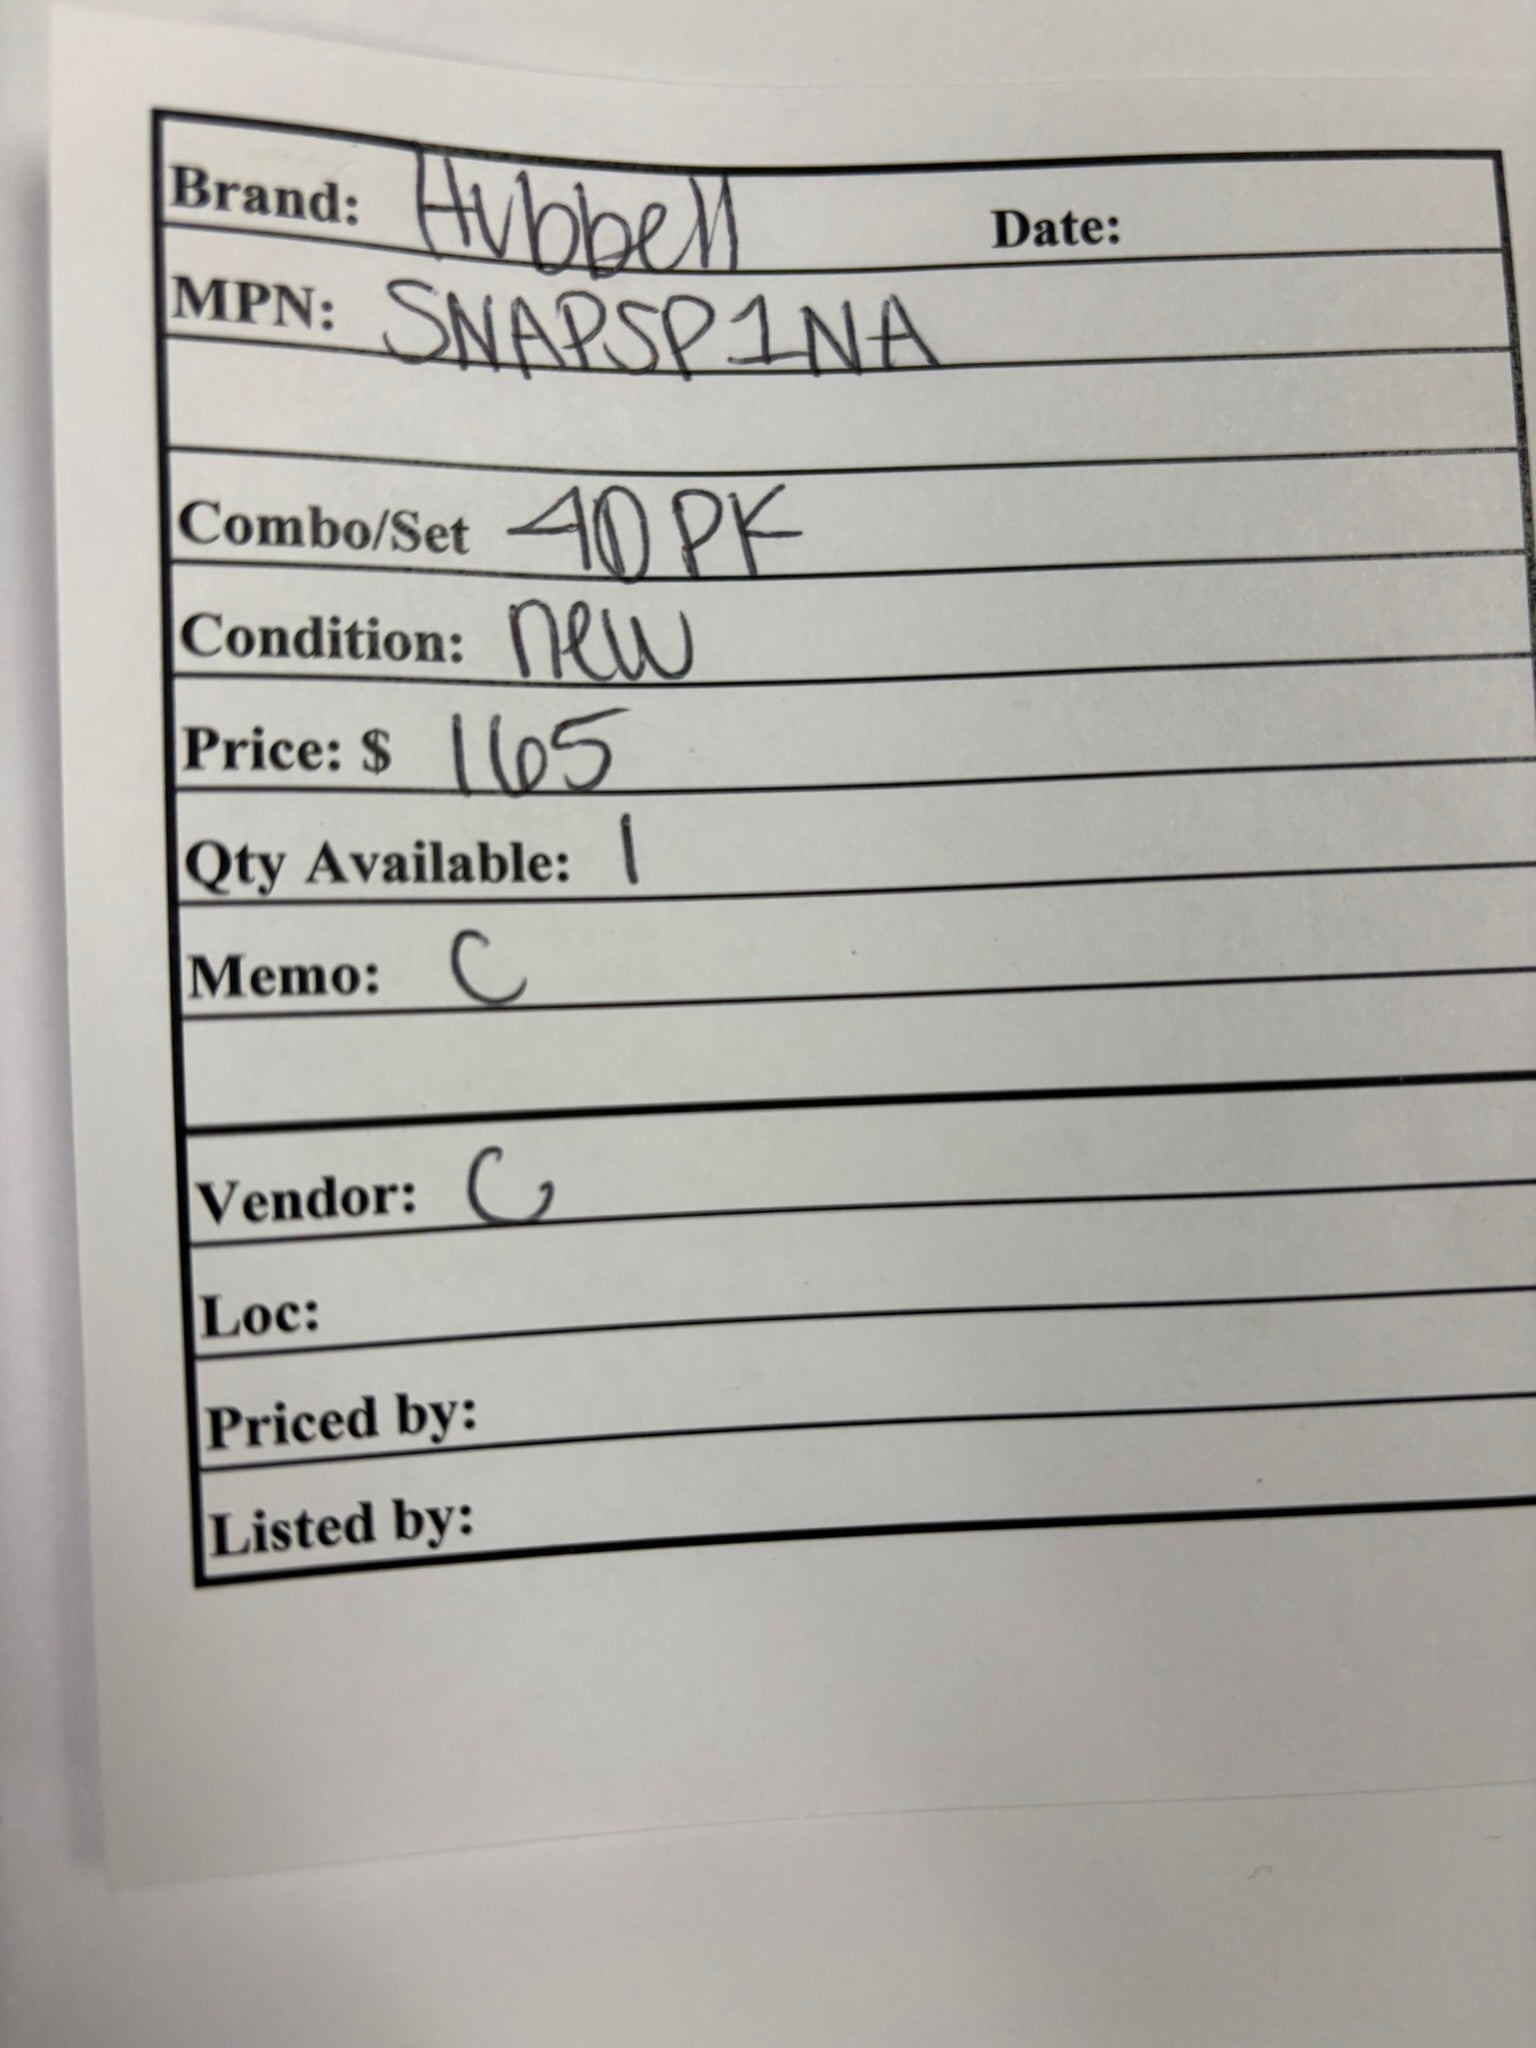 Brand: Hubbell Date:
MPN: SNAPSP1NA
Combo/Set 40 PK
Condition: new
Price: $ 165
Qty Available: 1
Memo: C
Vendor: C
Loc:
Priced by:
Listed by: